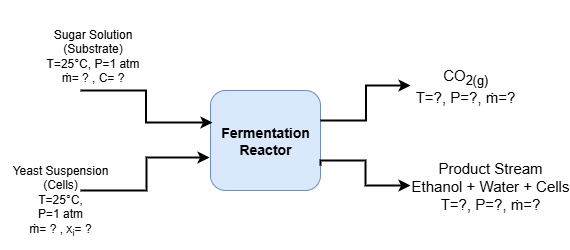 Sugar Solution
(Substrate)
T=25°C, P=1 atm
ṁ= ? , C= ?
CO2(g)
T=?, P=?, ṁ=?
Fermentation
Reactor
Yeast Suspension
(Cells)
T=25°C,
P=1 atm
ṁ= ? , xᵢ= ?
Product Stream
Ethanol + Water + Cells
T=?, P=?, ṁ=?